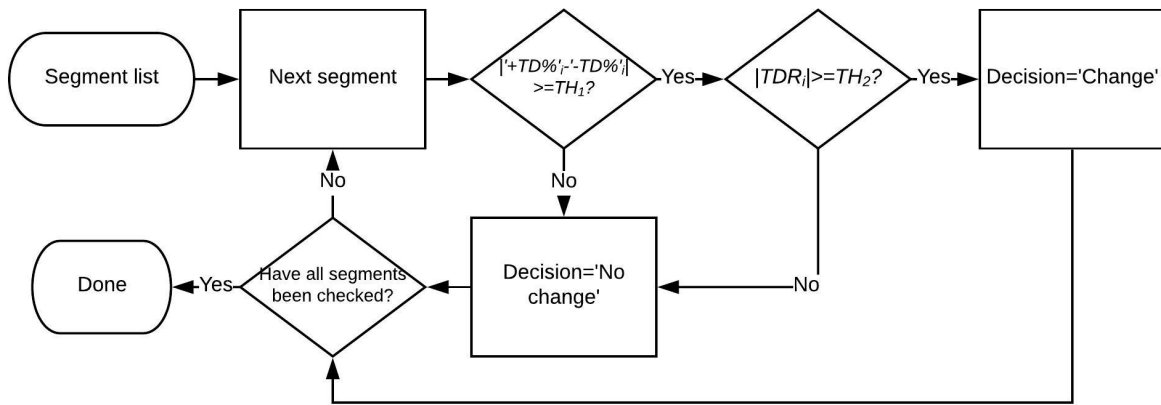 Segment list
Next segment
|'+TD%'ᵢ-'-TD%'ᵢ|
>=TH₁?
Yes
|TDRᵢ|>=TH₂?
Yes
Decision='Change'
No
No
Done
Yes
Have all segments
been checked?
Decision='No
change'
No